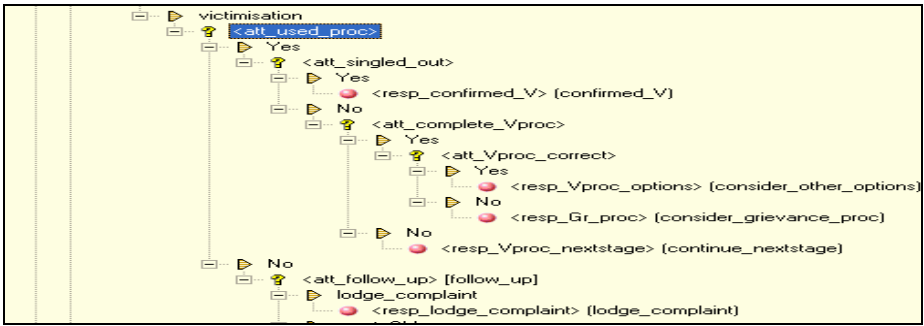 victimisation
<att_used_proc>
Yes
<att_singled_out>
Yes
<resp_confirmed_V> (confirmed_V)
No
<att_complete_Vproc>
Yes
<att_Vproc_correct>
Yes
<resp_Vproc_options> (consider_other_options)
No
<resp_Gr_proc> (consider_grievance_proc)
No
<resp_Vproc_nextstage> (continue_nextstage)
No
<att_follow_up> [follow_up]
lodge_complaint
<resp_lodge_complaint> (lodge_complaint)